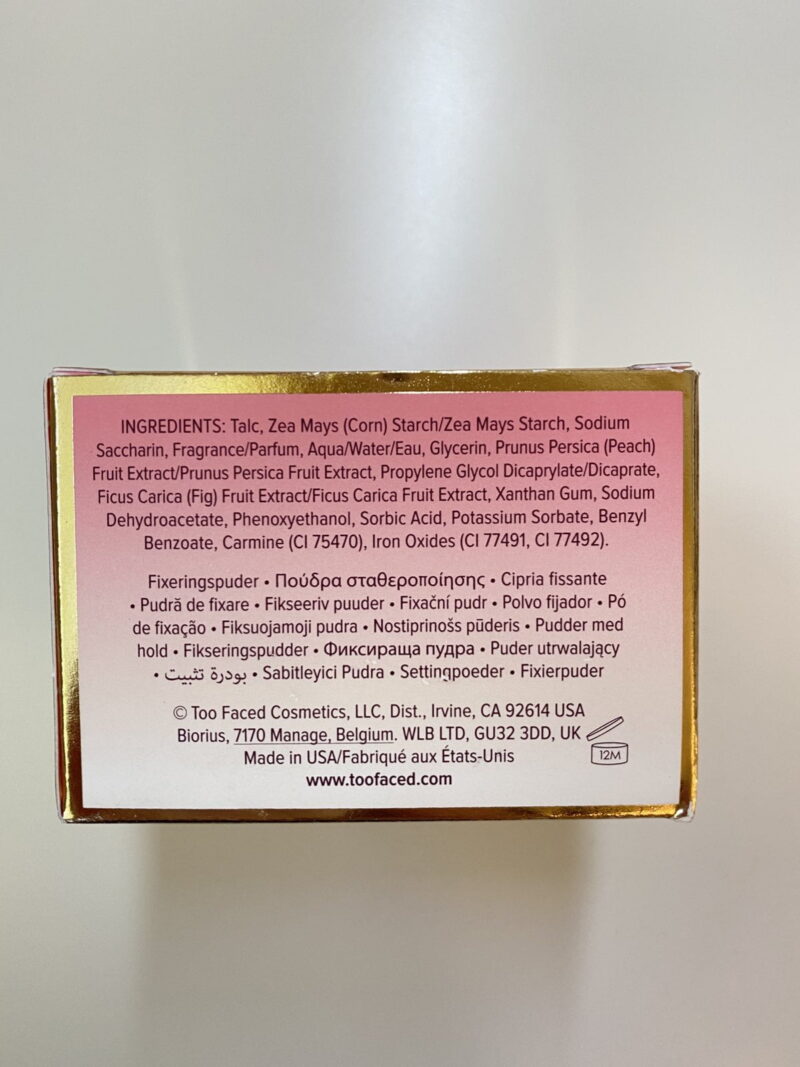 INGREDIENTS: Talc, Zea Mays (Corn) Starch/Zea Mays Starch, Sodium
Saccharin, Fragrance/Parfum, Aqua/Water/Eau, Glycerin, Prunus Persica (Peach)
Fruit Extract/Prunus Persica Fruit Extract, Propylene Glycol Dicaprylate/Dicaprate,
Ficus Carica (Fig) Fruit Extract/Ficus Carica Fruit Extract, Xanthan Gum, Sodium
Dehydroacetate, Phenoxyethanol, Sorbic Acid, Potassium Sorbate, Benzyl
Benzoate, Carmine (CI 75470), Iron Oxides (CI 77491, CI 77492).
Fixeringspuder • Πούδρα σταθεροποίησης • Cipria fissante
• Pudră de fixare • Fikseeriv puuder • Fixační pudr • Polvo fijador • Pó
de fixação • Fiksuojamoji pudra • Nostiprinošs pūderis • Pudder med
hold • Fikseringspudder • Фиксираща пудра • Puder utrwalający
• بودرة تثبيت • Sabitleyici Pudra • Settingpoeder • Fixierpuder
© Too Faced Cosmetics, LLC, Dist., Irvine, CA 92614 USA
Biorius, 7170 Manage, Belgium. WLB LTD, GU32 3DD, UK
12M
Made in USA/Fabriqué aux États-Unis
www.toofaced.com